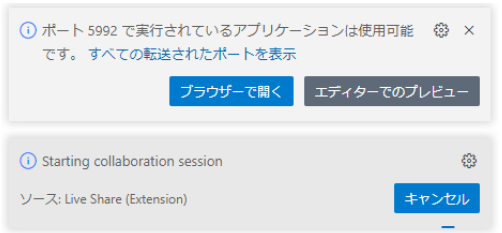 ポート 5992 で実行されているアプリケーションは使用可能
です。 すべての転送されたポートを表示
ブラウザーで開く
エディターでのプレビュー
Starting collaboration session
ソース: Live Share (Extension)
キャンセル